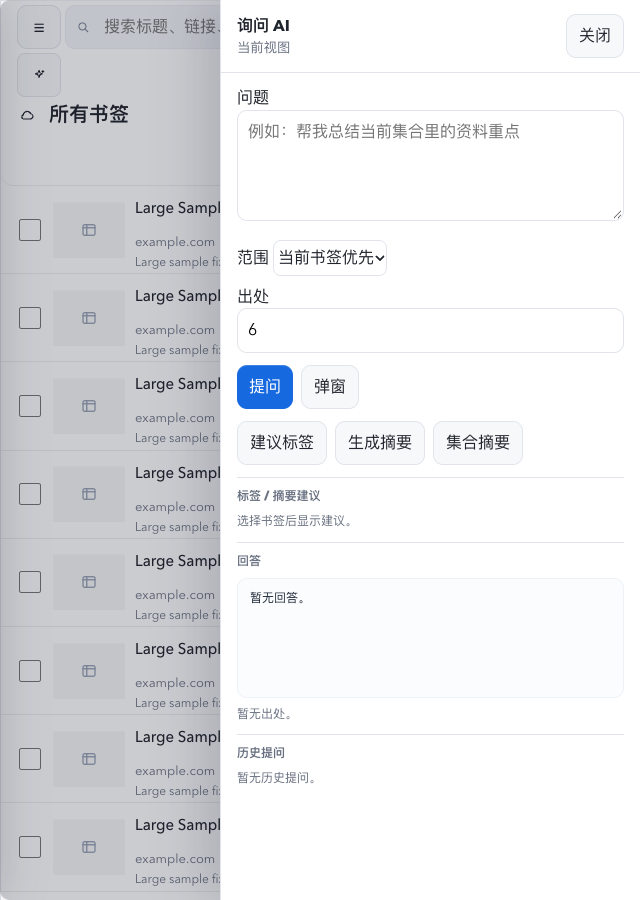 搜索标题、链接
所有书签
Large Sampl
example.com
Large sample fi
Large Sampl
example.com
Large sample fi
Large Sampl
example.com
Large sample fi
Large Sampl
example.com
Large sample fi
Large Sampl
example.com
Large sample fi
Large Sampl
example.com
Large sample fi
Large Sampl
example.com
Large sample fi
Large Sampl
example.com
Large sample fi
询问 AI
当前视图
关闭
问题
例如：帮我总结当前集合里的资料重点
范围 当前书签优先
出处
6
提问 弹窗
建议标签 生成摘要 集合摘要
标签 / 摘要建议
选择书签后显示建议。
回答
暂无回答。
暂无出处。
历史提问
暂无历史提问。